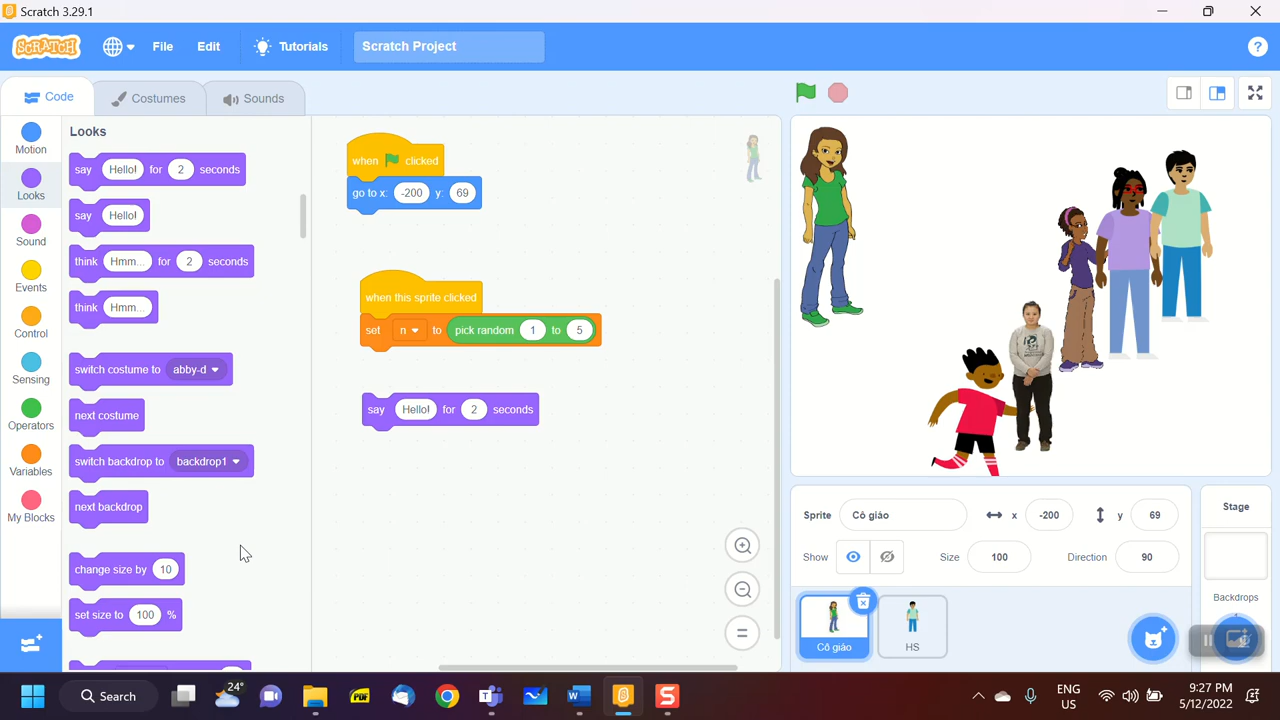 Scratch 3.29.1
SCRATCH File Edit Tutorials Scratch Project ?
Code Costumes Sounds
Motion
Looks
Sound
Events
Control
Sensing
Operators
Variables
My Blocks
Looks
say Hello! for 2 seconds
say Hello!
think Hmm... for 2 seconds
think Hmm...
switch costume to abby-d
next costume
switch backdrop to backdrop1
next backdrop
change size by 10
set size to 100 %
when clicked
go to x: -200 y: 69
when this sprite clicked
set n to pick random 1 to 5
say Hello! for 2 seconds
Sprite Cô giáo x -200 y 69
Show Size 100 Direction 90
Cô giáo
HS
Stage
Backdrops
Search
24°
PDF
S
ENG
US
9:27 PM
5/12/2022